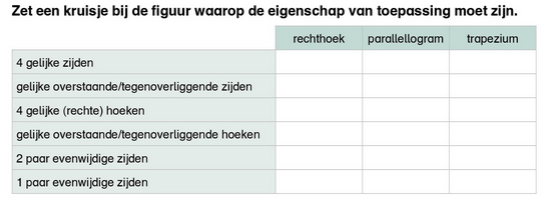 Zet een kruisje bij de figuur waarop de eigenschap van toepassing moet zijn.
rechthoek parallellogram trapezium
4 gelijke zijden
gelijke overstaande/tegenoverliggende zijden
4 gelijke (rechte) hoeken
gelijke overstaande/tegenoverliggende hoeken
2 paar evenwijdige zijden
1 paar evenwijdige zijden